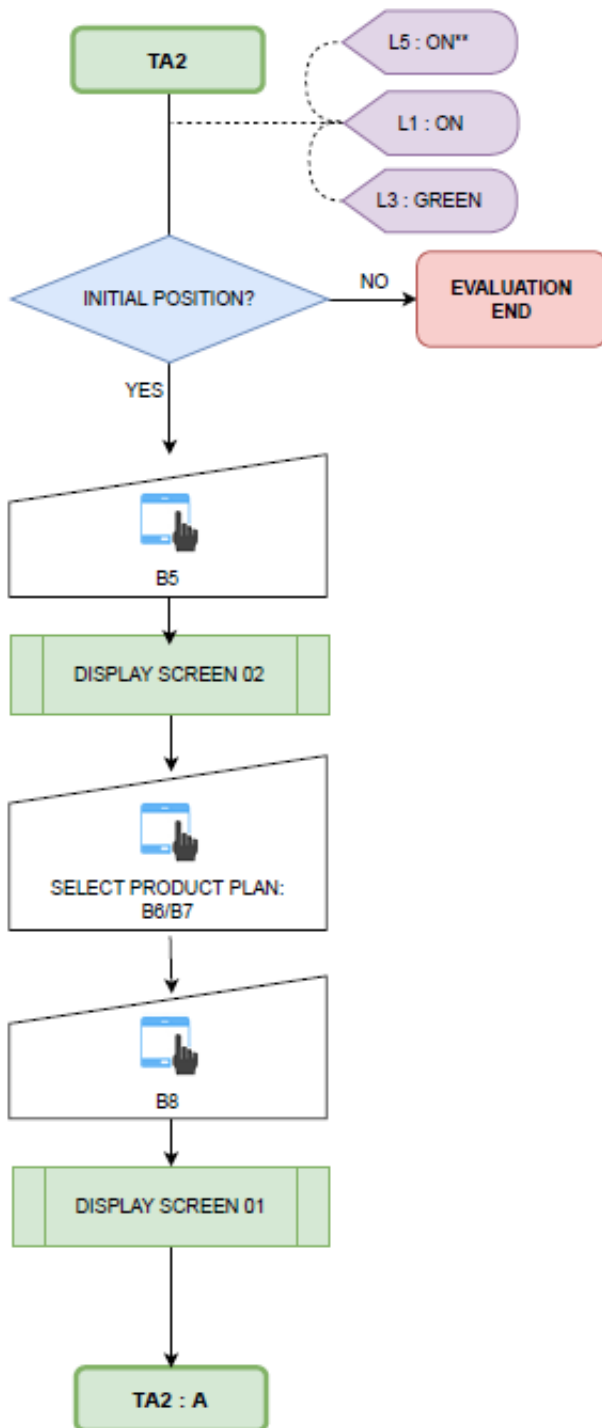 TA2
L5 : ON**
L1 : ON
L3 : GREEN
INITIAL POSITION?
NO
EVALUATION
END
YES
B5
DISPLAY SCREEN 02
SELECT PRODUCT PLAN:
B6/B7
B8
DISPLAY SCREEN 01
TA2 : A